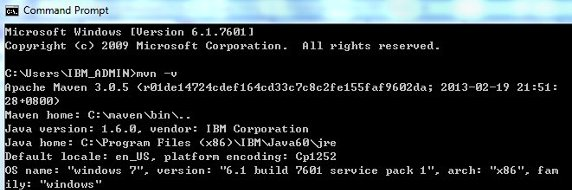 Command Prompt
Microsoft Windows [Version 6.1.7601]
Copyright (c) 2009 Microsoft Corporation.  All rights reserved.
C:\Users\IBM_ADMIN>mvn -v
Apache Maven 3.0.5 (r01de14724cdef164cd33c7c8c2fe155faf9602da; 2013-02-19 21:51:
28+0800)
Maven home: C:\maven\bin\..
Java version: 1.6.0, vendor: IBM Corporation
Java home: C:\Program Files (x86)\IBM\Java60\jre
Default locale: en_US, platform encoding: Cp1252
OS name: "windows 7", version: "6.1 build 7601 service pack 1", arch: "x86", fam
ily: "windows"